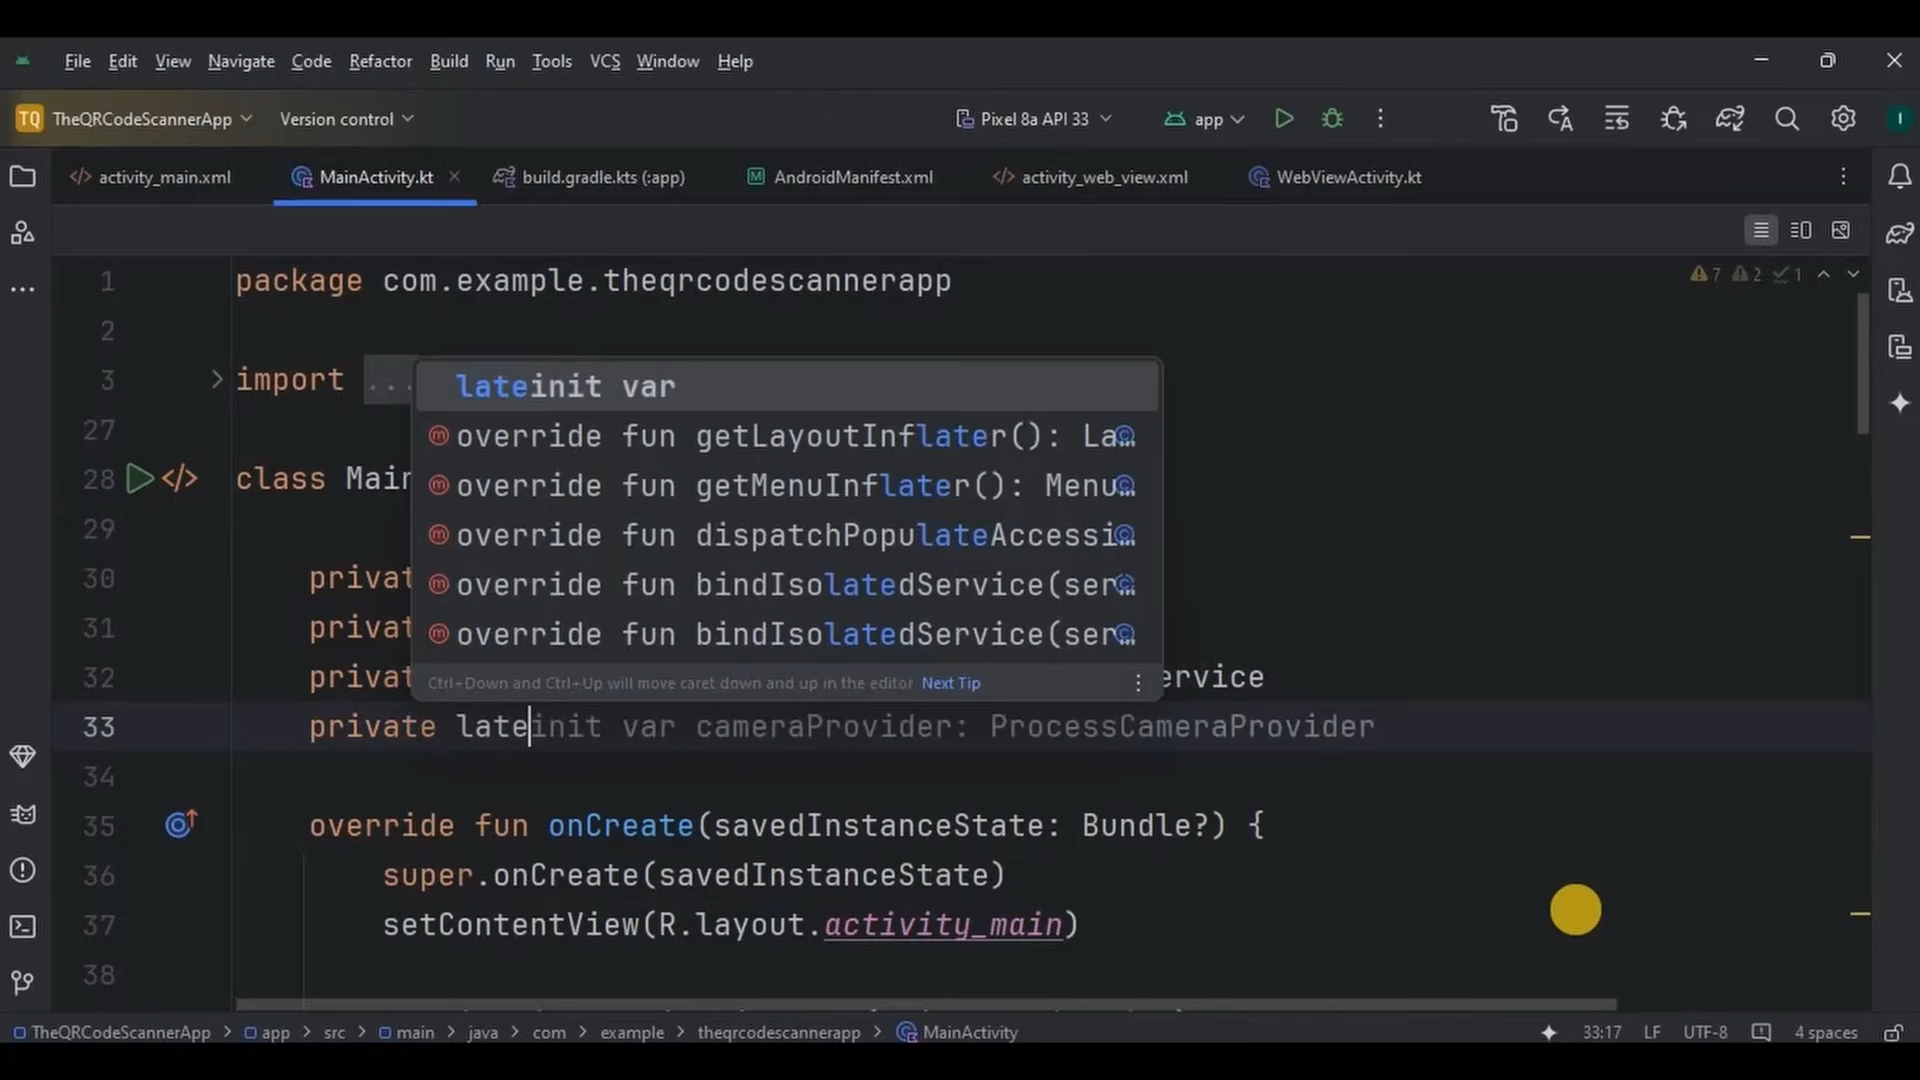 File Edit View Navigate Code Refactor Build Run Tools VCS Window Help
TQ TheQRCodeScannerApp Version control Pixel 8a API 33 app I
activity_main.xml MainActivity.kt build.gradle.kts (:app) AndroidManifest.xml activity_web_view.xml WebViewActivity.kt
1 package com.example.theqrcodescannerapp 7 2 1
2
3 import ...
lateinit var
27 override fun getLayoutInflater(): La
28 class Main override fun getMenuInflater(): Menu
29 override fun dispatchPopulateAccessi
30 privat override fun bindIsolatedService(ser
31 privat override fun bindIsolatedService(ser
32 privat Ctrl+Down and Ctrl+Up will move caret down and up in the editor Next Tip ervice
33 private lateinit var cameraProvider: ProcessCameraProvider
34
35 override fun onCreate(savedInstanceState: Bundle?) {
36 super.onCreate(savedInstanceState)
37 setContentView(R.layout.activity_main)
38
TheQRCodeScannerApp > app > src > main > java > com > example > theqrcodescannerapp > MainActivity 33:17 LF UTF-8 4 spaces